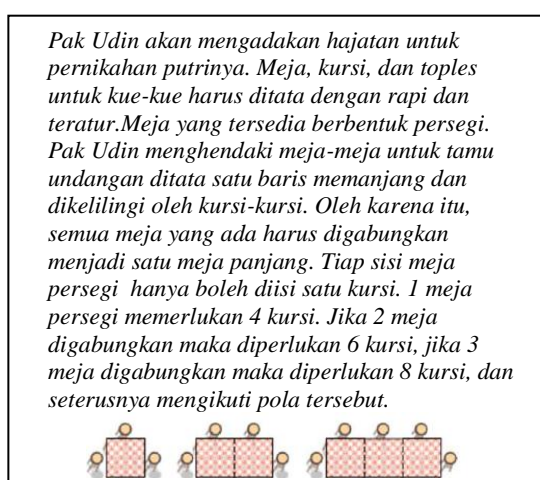 Pak Udin akan mengadakan hajatan untuk
pernikahan putrinya. Meja, kursi, dan toples
untuk kue-kue harus ditata dengan rapi dan
teratur.Meja yang tersedia berbentuk persegi.
Pak Udin menghendaki meja-meja untuk tamu
undangan ditata satu baris memanjang dan
dikelilingi oleh kursi-kursi. Oleh karena itu,
semua meja yang ada harus digabungkan
menjadi satu meja panjang. Tiap sisi meja
persegi hanya boleh diisi satu kursi. 1 meja
persegi memerlukan 4 kursi. Jika 2 meja
digabungkan maka diperlukan 6 kursi, jika 3
meja digabungkan maka diperlukan 8 kursi, dan
seterusnya mengikuti pola tersebut.